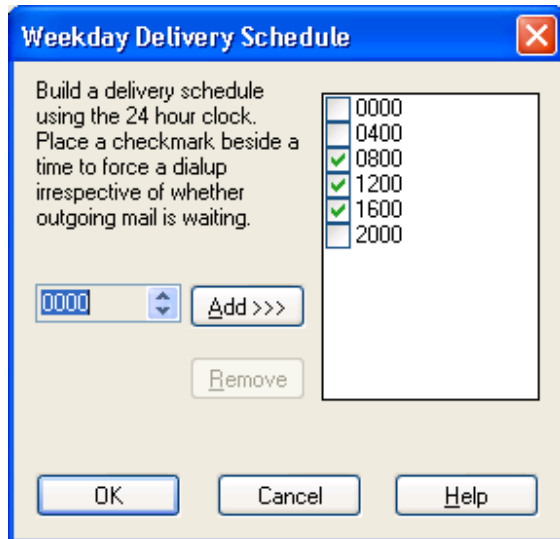 Weekday Delivery Schedule
Build a delivery schedule
using the 24 hour clock.
Place a checkmark beside a
time to force a dialup
irrespective of whether
outgoing mail is waiting.
0000
0400
0800
1200
1600
2000
0000
Add >>>
Remove
OK
Cancel
Help